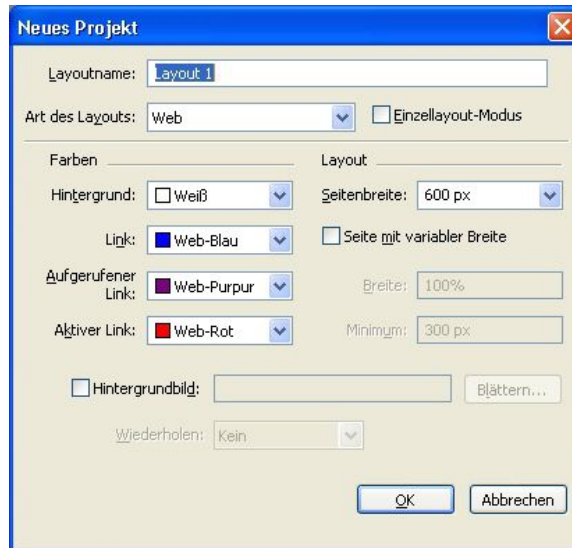 Neues Projekt
Layoutname: Layout 1
Art des Layouts: Web Einzellayout-Modus
Farben Layout
Hintergrund: Weiß Seitenbreite: 600 px
Link: Web-Blau Seite mit variabler Breite
Aufgerufener
Link: Web-Purpur Breite: 100%
Aktiver Link: Web-Rot Minimum: 300 px
Hintergrundbild: Blättern...
Wiederholen: Kein
OK Abbrechen